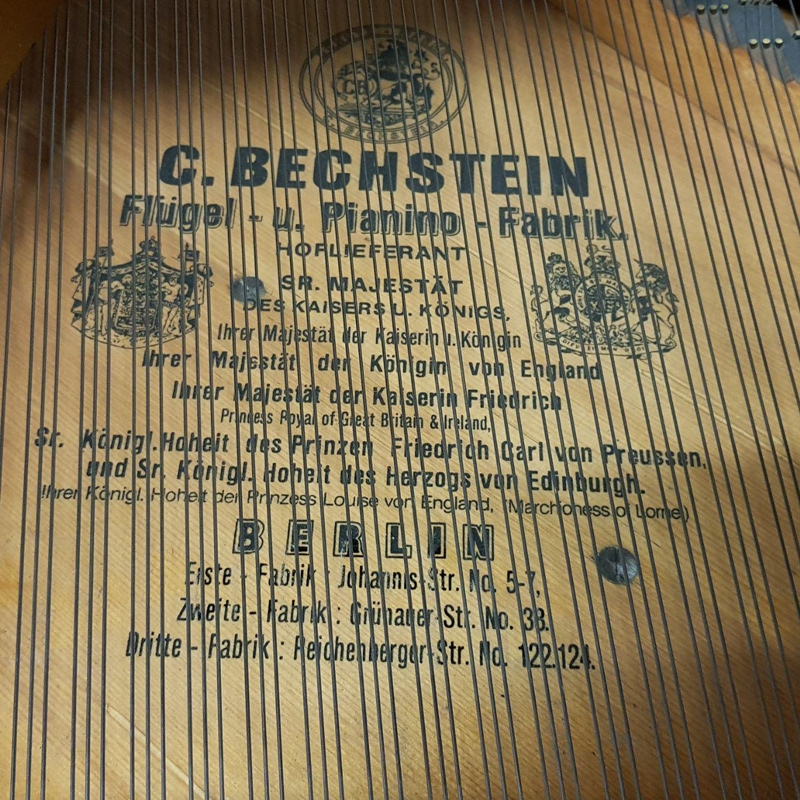 C. BECHSTEIN
Flügel - u. Pianino - Fabrik.
HOFLIEFERANT
SR. MAJESTÄT
DES KAISERS U. KÖNIGS,
Ihrer Majestät der Kaiserin u. Königin
Ihrer Majsstät der Königin von England
Ihrer Majestät der Kaiserin Friedrich
Princess Royal of Great Britain & Ireland,
Sr. Königl. Hoheit des Prinzen Friedrich Carl von Preussen,
und Sr. Königl. Hoheit des Herzogs von Edinburgh.
Ihrer Königl. Hoheit der Prinzess Louise von England, (Marchioness of Lorne)
BERLIN
Erste - Fabrik : Johannis-Str. No. 5-7,
Zweite - Fabrik : Grünauer-Str. No. 38.
Dritte - Fabrik : Reichenberger-Str. No. 122.124.